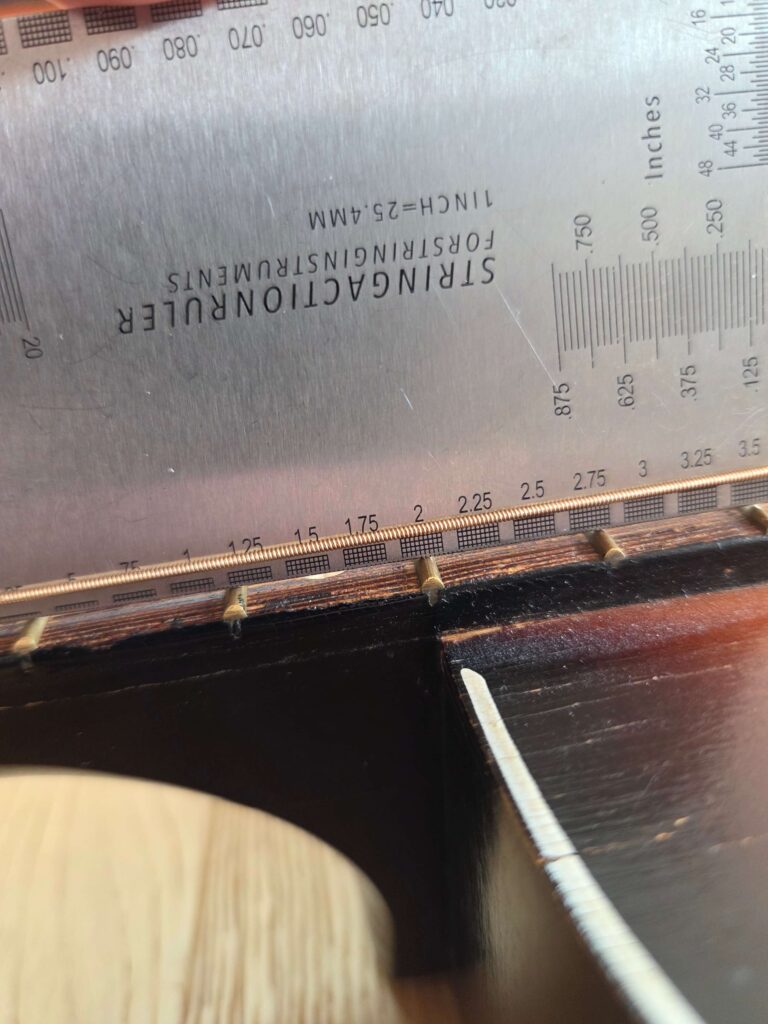 .100 .090 .080 .070 .060 .050 .040
1INCH=25.4MM
FORSTRINGINSTRUMENTS
STRINGACTIONRULER
20
Inches
16
24 20
32 28
40 36
48 44
.750 .500 .250
.875 .625 .375 .125
1 1.25 1.5 1.75 2 2.25 2.5 2.75 3 3.25 3.5